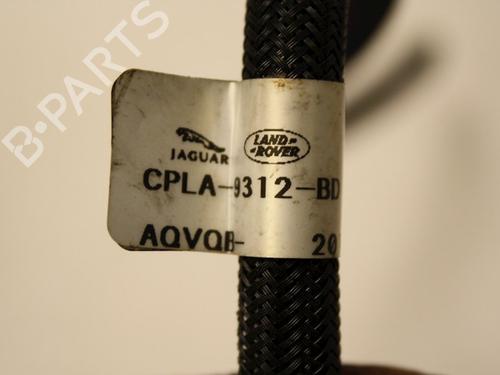 B-PARTS
JAGUAR
LAND-
-ROVER
CPLA-9312-BD
AQVQB- 20